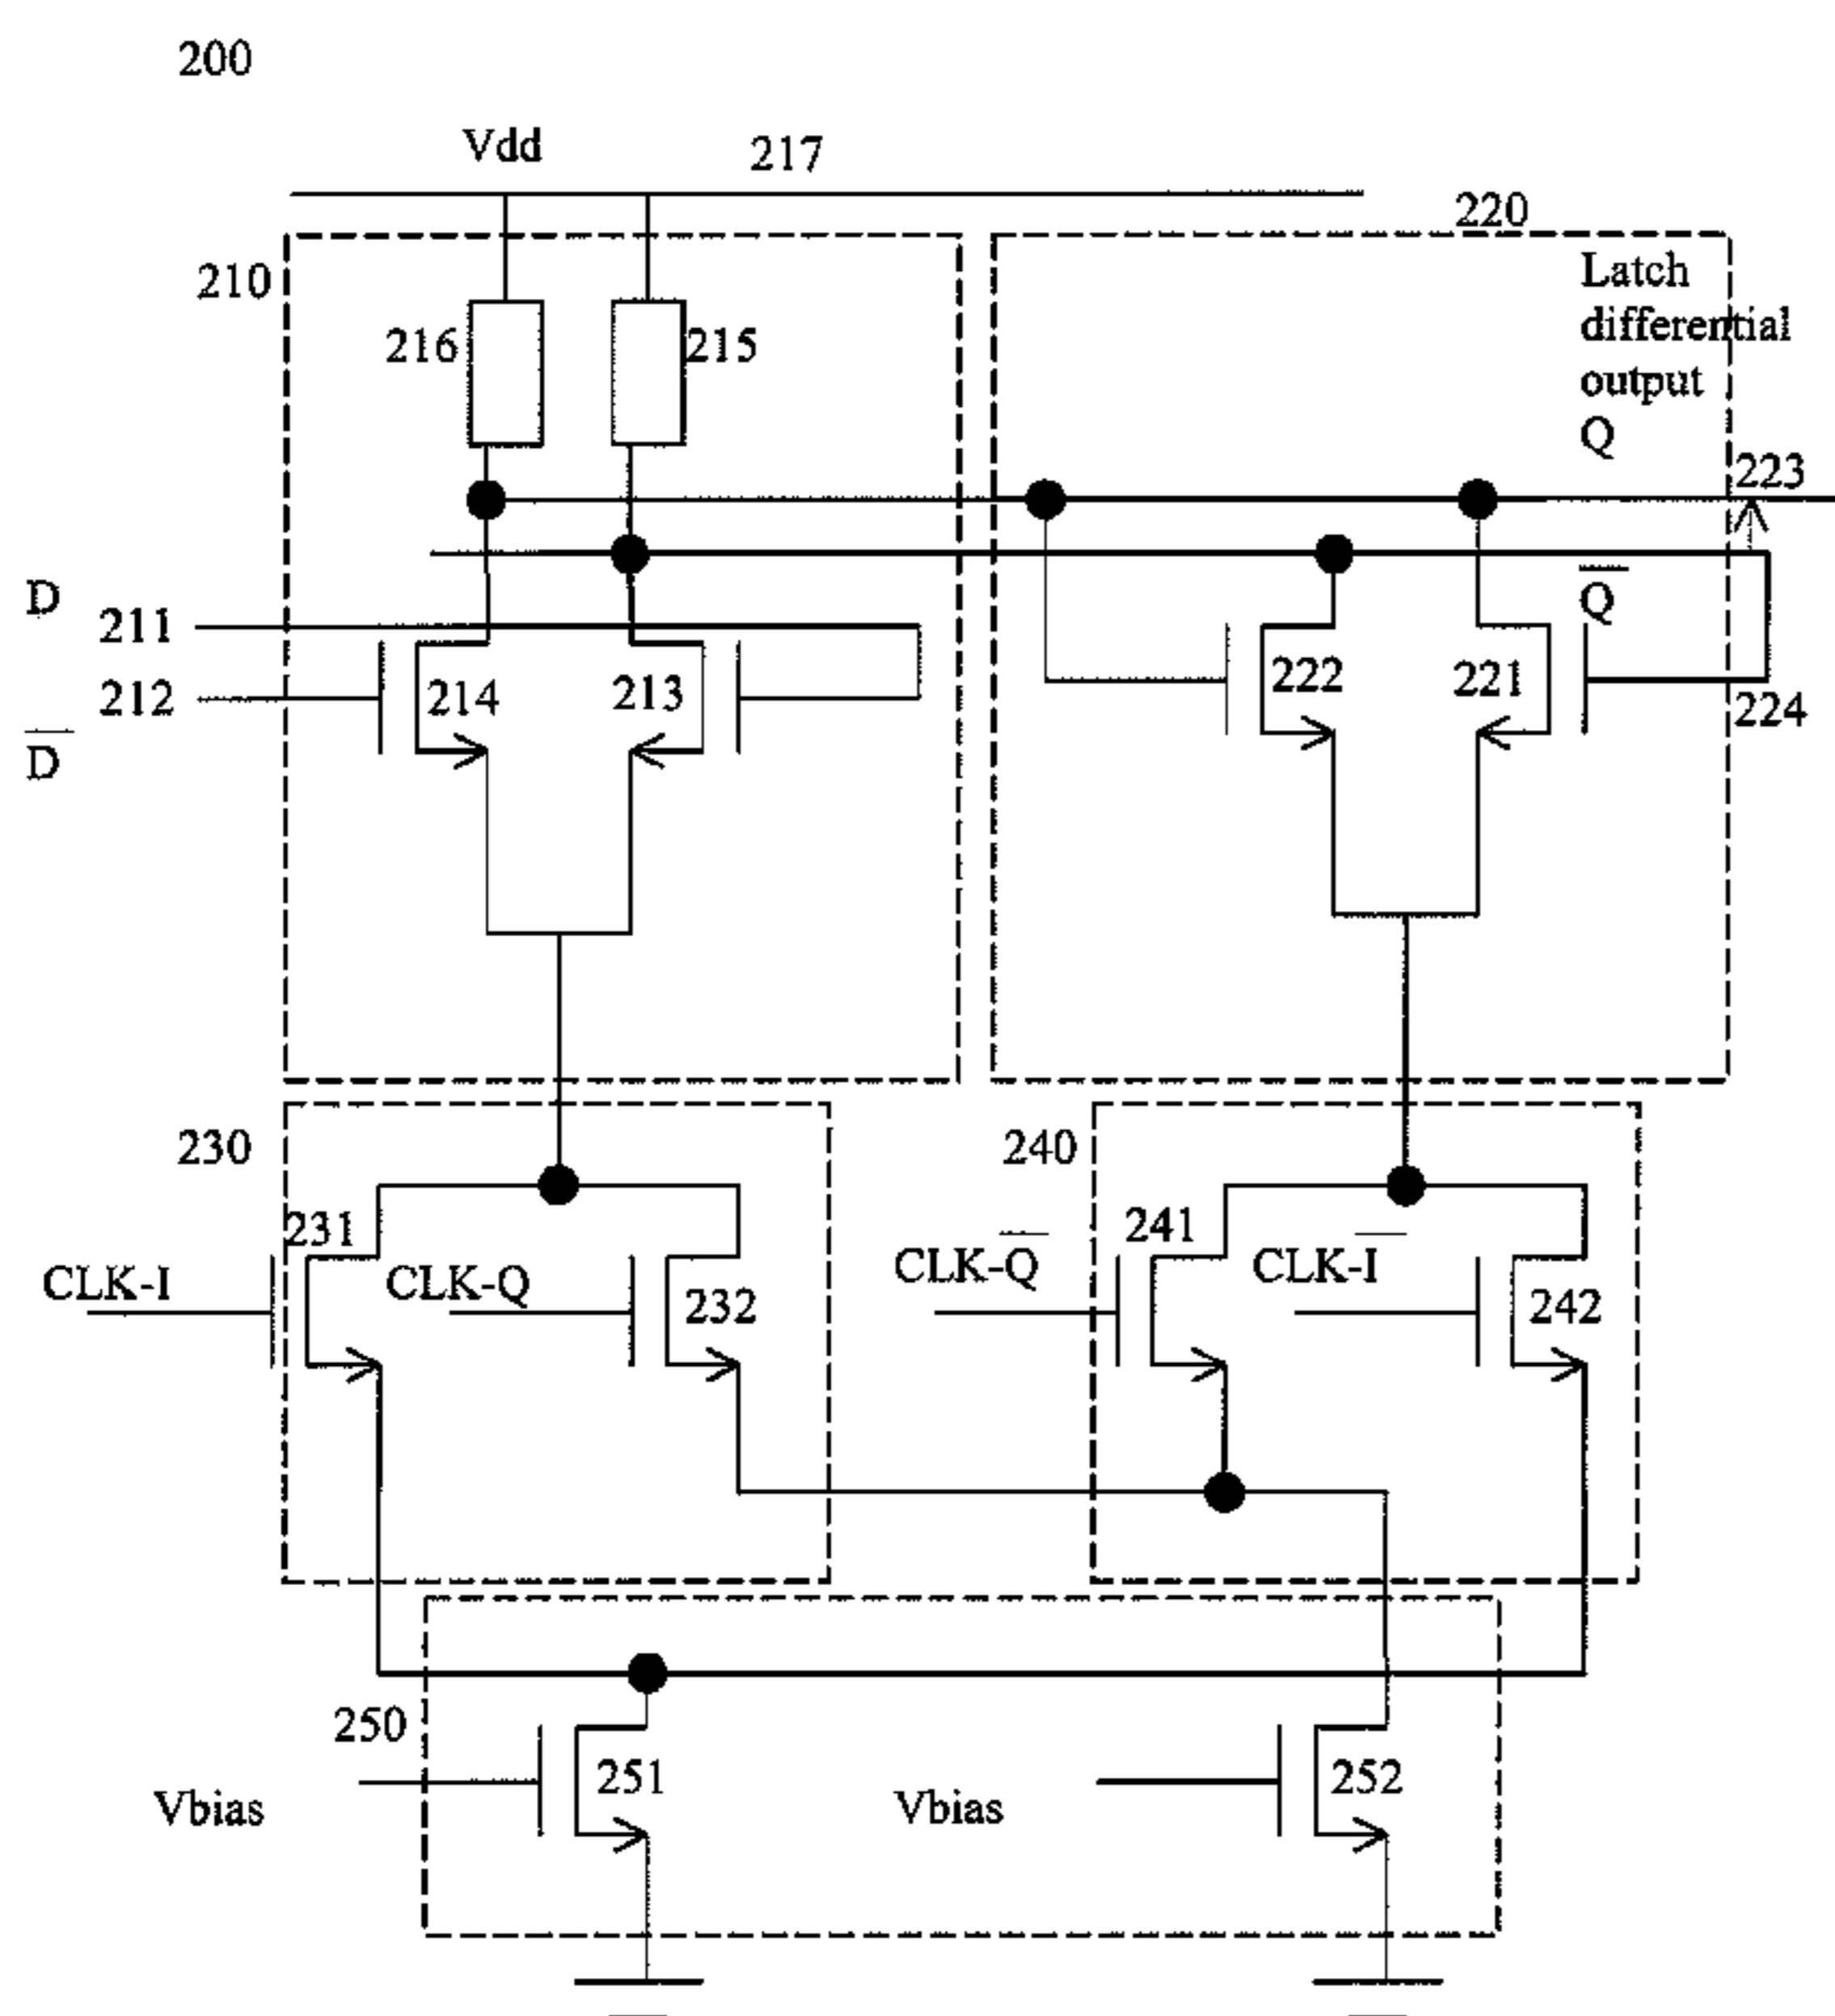 200
Vdd
217
220
210
Latch
differential
output
Q
216
215
223
D
211
Q̅
212
214
213
222
221
224
D̅
230
240
231
241
CLK-I
CLK-Q
CLK-Q̅
CLK-I̅
232
242
250
Vbias
251
Vbias
252